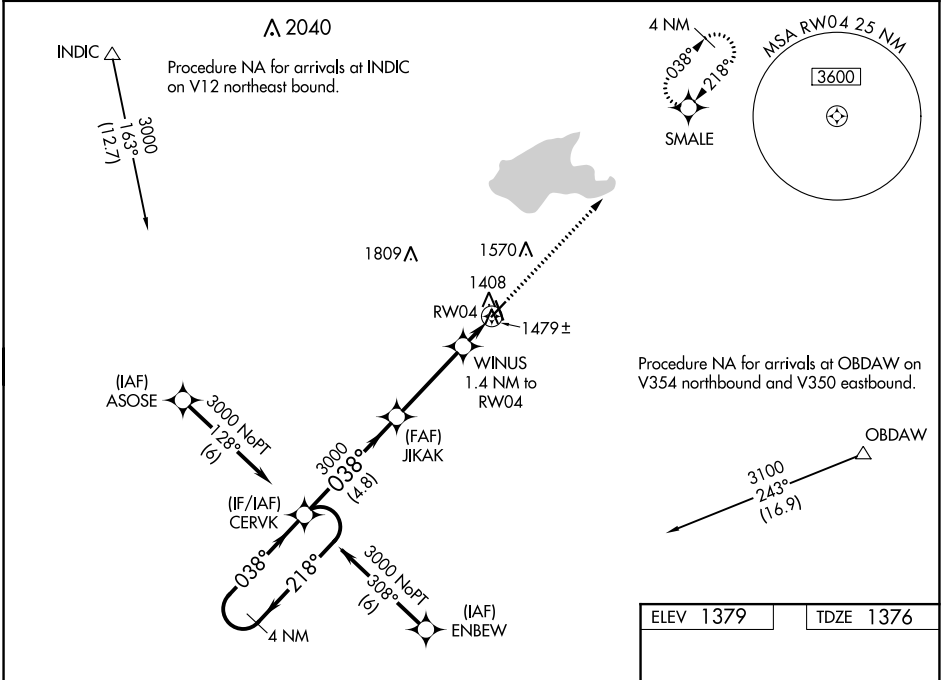 2040
INDIC
Procedure NA for arrivals at INDIC
on V12 northeast bound.
3000
163°
(12.7)
4 NM
038°
218°
SMALE
MSA RW04 25 NM
3600
1809
1570
1408
RW04
1479±
WINUS
1.4 NM to
RW04
Procedure NA for arrivals at OBDAW on
V354 northbound and V350 eastbound.
(IAF)
ASOSE
3000 NoPT
128°
(6)
(FAF)
JIKAK
3000
038°
(4.8)
OBDAW
3100
243°
(16.9)
(IF/IAF)
CERVK
038°
218°
4 NM
3000 NoPT
308°
(6)
(IAF)
ENBEW
ELEV 1379
TDZE 1376